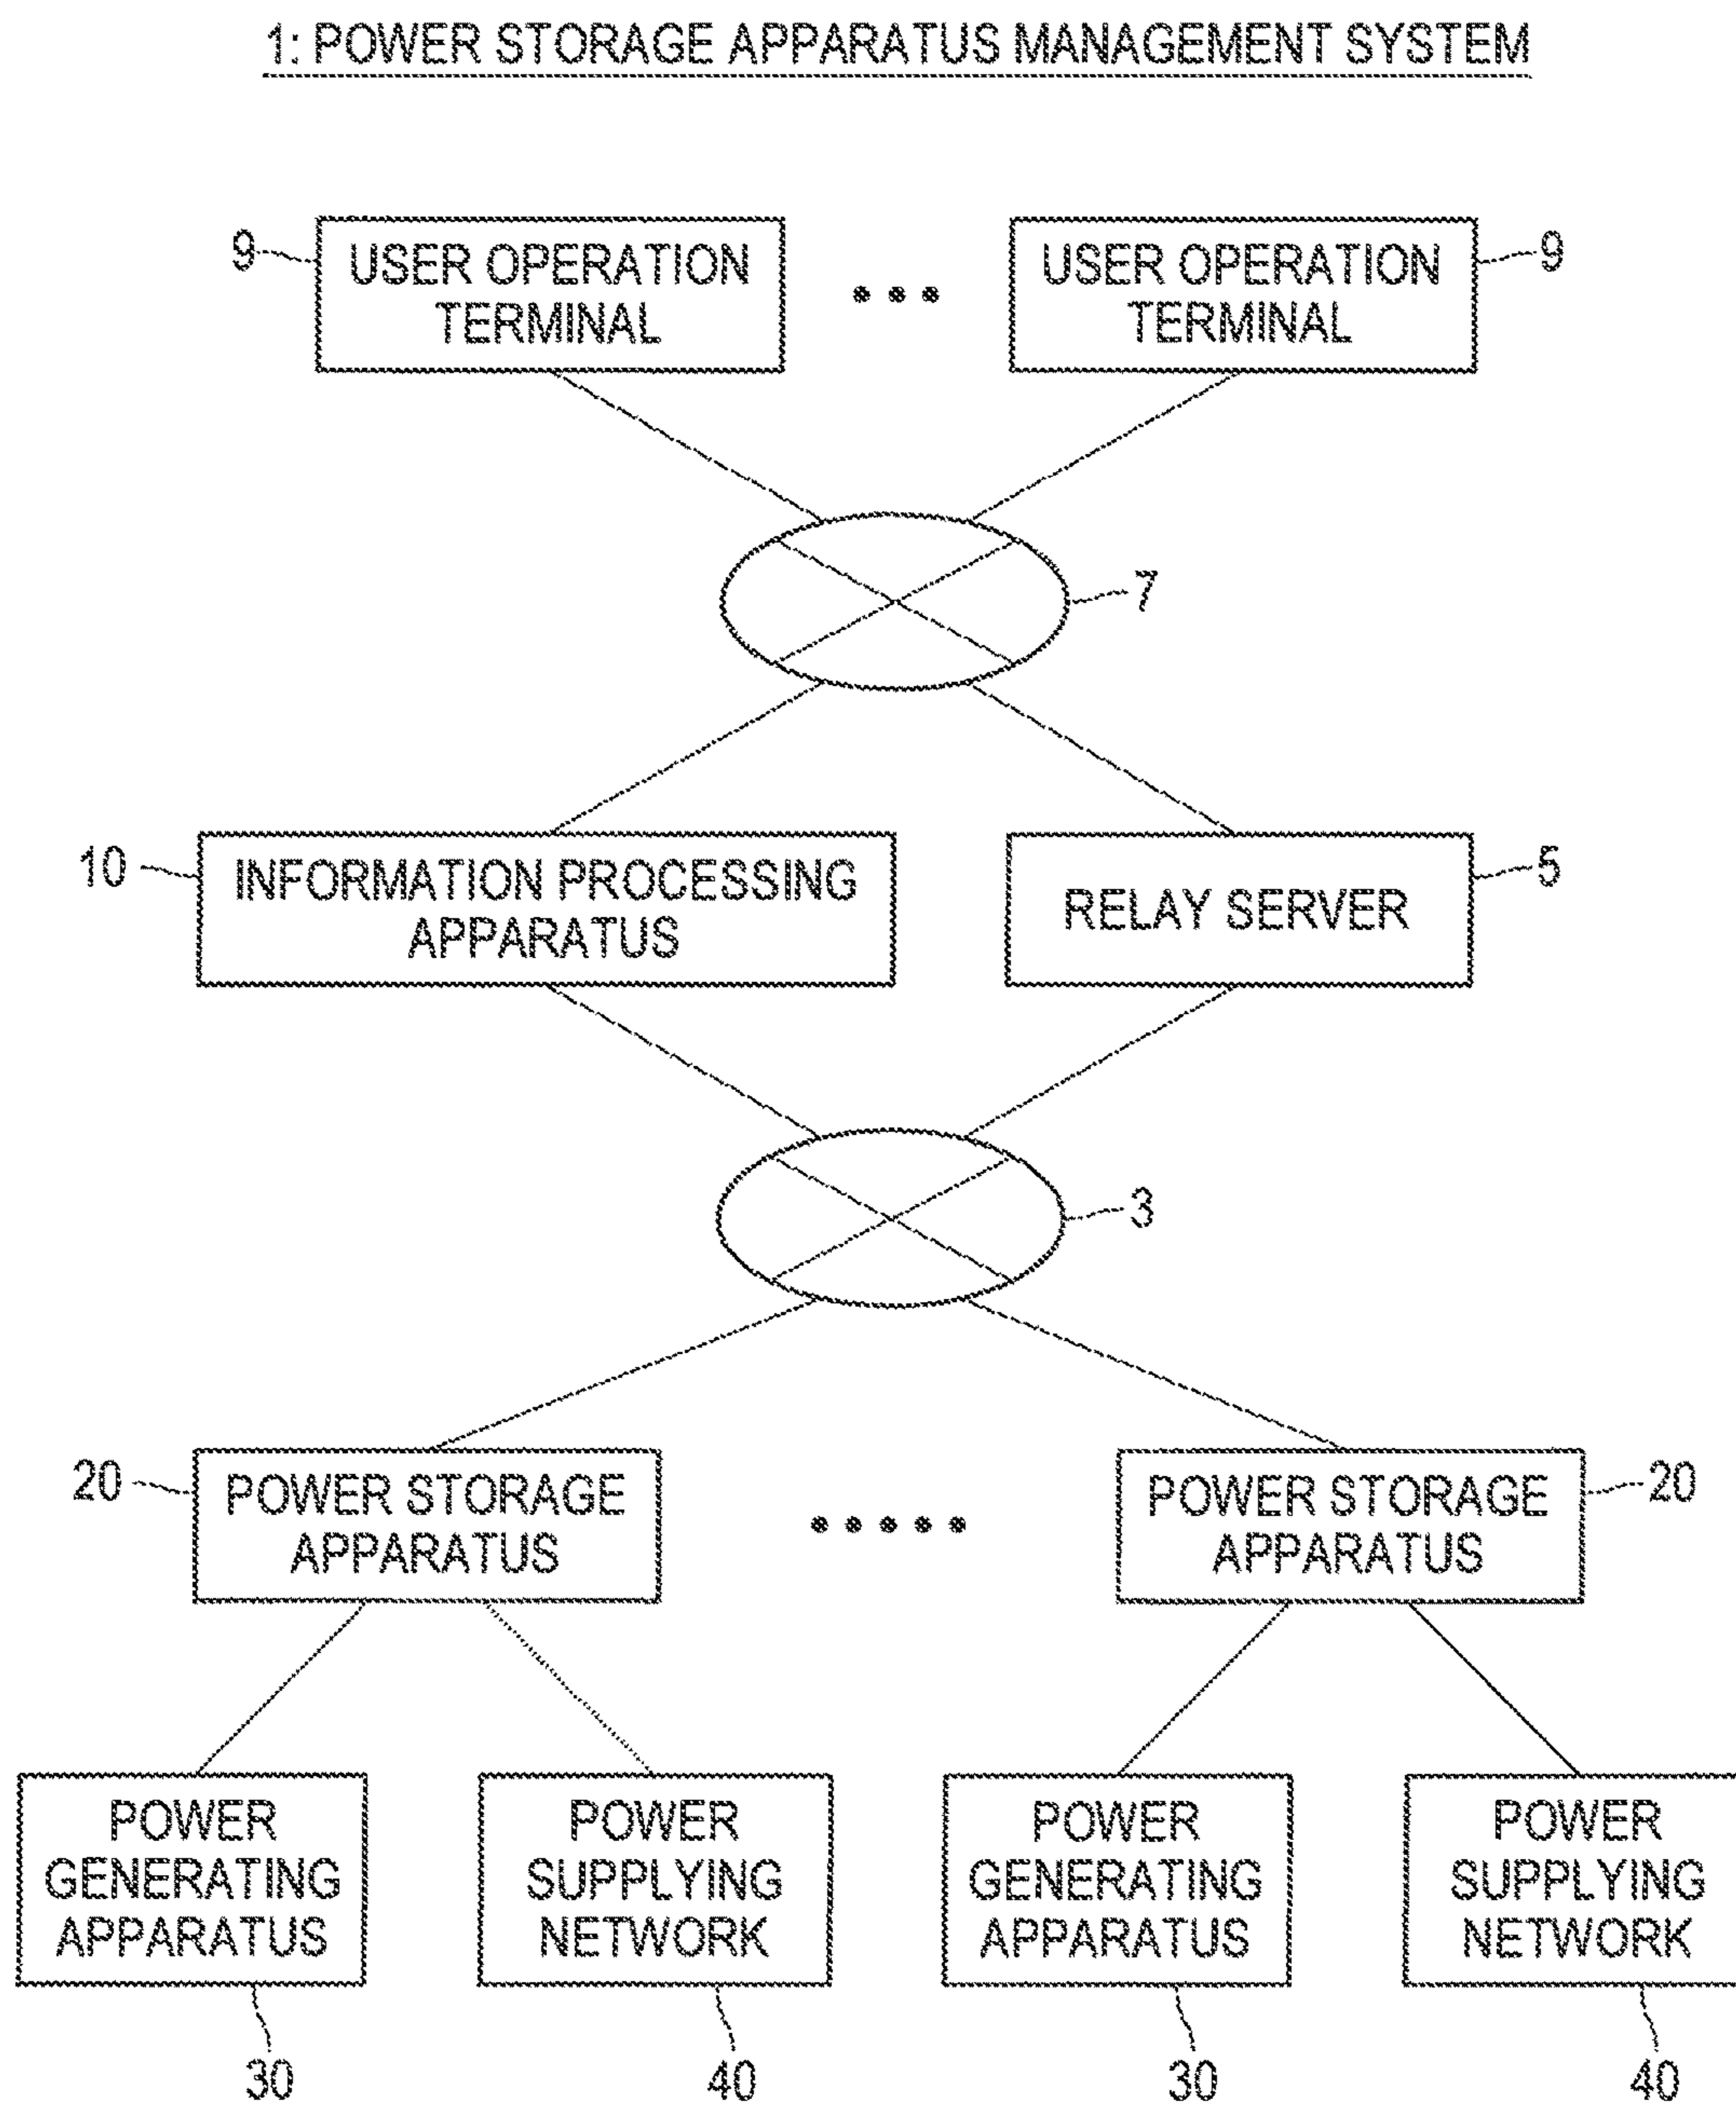 1: POWER STORAGE APPARATUS MANAGEMENT SYSTEM
9
USER OPERATION
TERMINAL
USER OPERATION
TERMINAL
9
7
10
INFORMATION PROCESSING
APPARATUS
RELAY SERVER
5
3
20
POWER STORAGE
APPARATUS
POWER STORAGE
APPARATUS
20
POWER
GENERATING
APPARATUS
POWER
SUPPLYING
NETWORK
POWER
GENERATING
APPARATUS
POWER
SUPPLYING
NETWORK
30
40
30
40